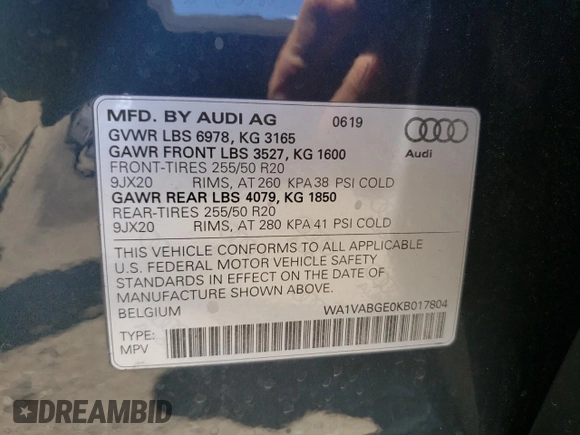 MFD. BY AUDI AG 0619
GVWR LBS 6978, KG 3165
GAWR FRONT LBS 3527, KG 1600
FRONT-TIRES 255/50 R20
9JX20 RIMS, AT 260 KPA 38 PSI COLD
GAWR REAR LBS 4079, KG 1850
REAR-TIRES 255/50 R20
9JX20 RIMS, AT 280 KPA 41 PSI COLD
Audi
THIS VEHICLE CONFORMS TO ALL APPLICABLE
U.S. FEDERAL MOTOR VEHICLE SAFETY
STANDARDS IN EFFECT ON THE DATE OF
MANUFACTURE SHOWN ABOVE.
BELGIUM WA1VABGE0KB017804
TYPE:
MPV
DREAMBID